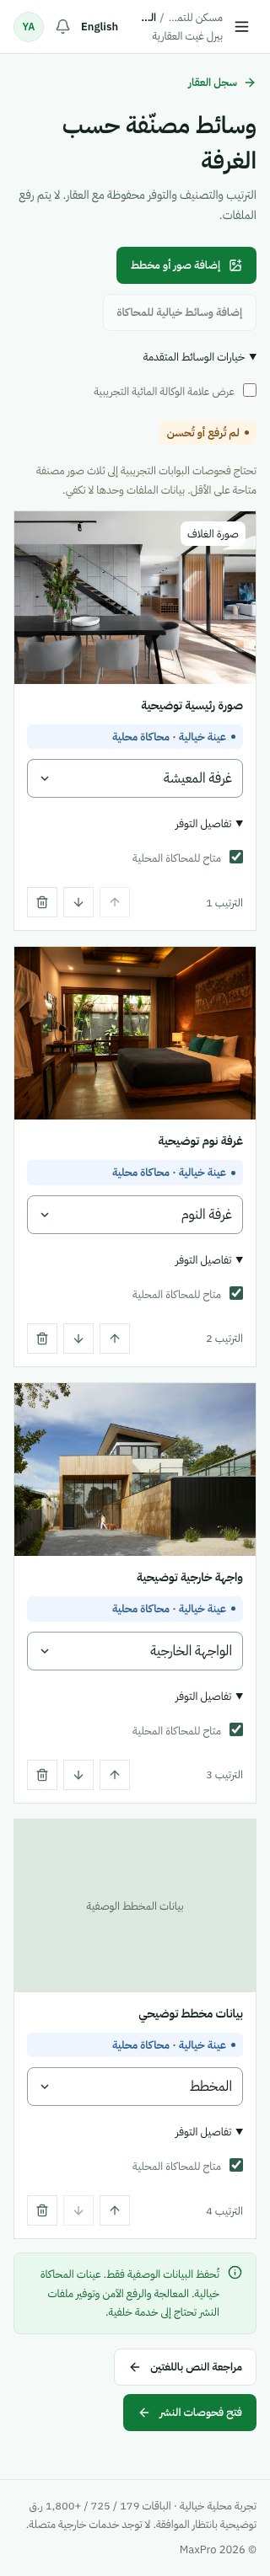 مسكن للتم... / الـ...
بيرل غيت العقارية
English
YA
سجل العقار
وسائط مصنّفة حسب
الغرفة
الترتيب والتصنيف والتوفر محفوظة مع العقار. لا يتم رفع
الملفات.
إضافة صور أو مخطط
إضافة وسائط خيالية للمحاكاة
خيارات الوسائط المتقدمة
عرض علامة الوكالة المائية التجريبية
لم تُرفع أو تُحسن
تحتاج فحوصات البوابات التجريبية إلى ثلاث صور مصنفة
متاحة على الأقل. بيانات الملفات وحدها لا تكفي.
صورة الغلاف
صورة رئيسية توضيحية
عينة خيالية · محاكاة محلية
غرفة المعيشة
تفاصيل التوفر
متاح للمحاكاة المحلية
الترتيب 1
غرفة نوم توضيحية
عينة خيالية · محاكاة محلية
غرفة النوم
تفاصيل التوفر
متاح للمحاكاة المحلية
الترتيب 2
واجهة خارجية توضيحية
عينة خيالية · محاكاة محلية
الواجهة الخارجية
تفاصيل التوفر
متاح للمحاكاة المحلية
الترتيب 3
بيانات المخطط الوصفية
بيانات مخطط توضيحي
عينة خيالية · محاكاة محلية
المخطط
تفاصيل التوفر
متاح للمحاكاة المحلية
الترتيب 4
تُحفظ البيانات الوصفية فقط. عينات المحاكاة
خيالية. المعالجة والرفع الآمن وتوفير ملفات
النشر تحتاج إلى خدمة خلفية.
مراجعة النص باللغتين
فتح فحوصات النشر
تجربة محلية خيالية · الباقات 179 / 725 / +1,800 ر.ق
توضيحية بانتظار الموافقة. لا توجد خدمات خارجية متصلة.
© 2026 MaxPro